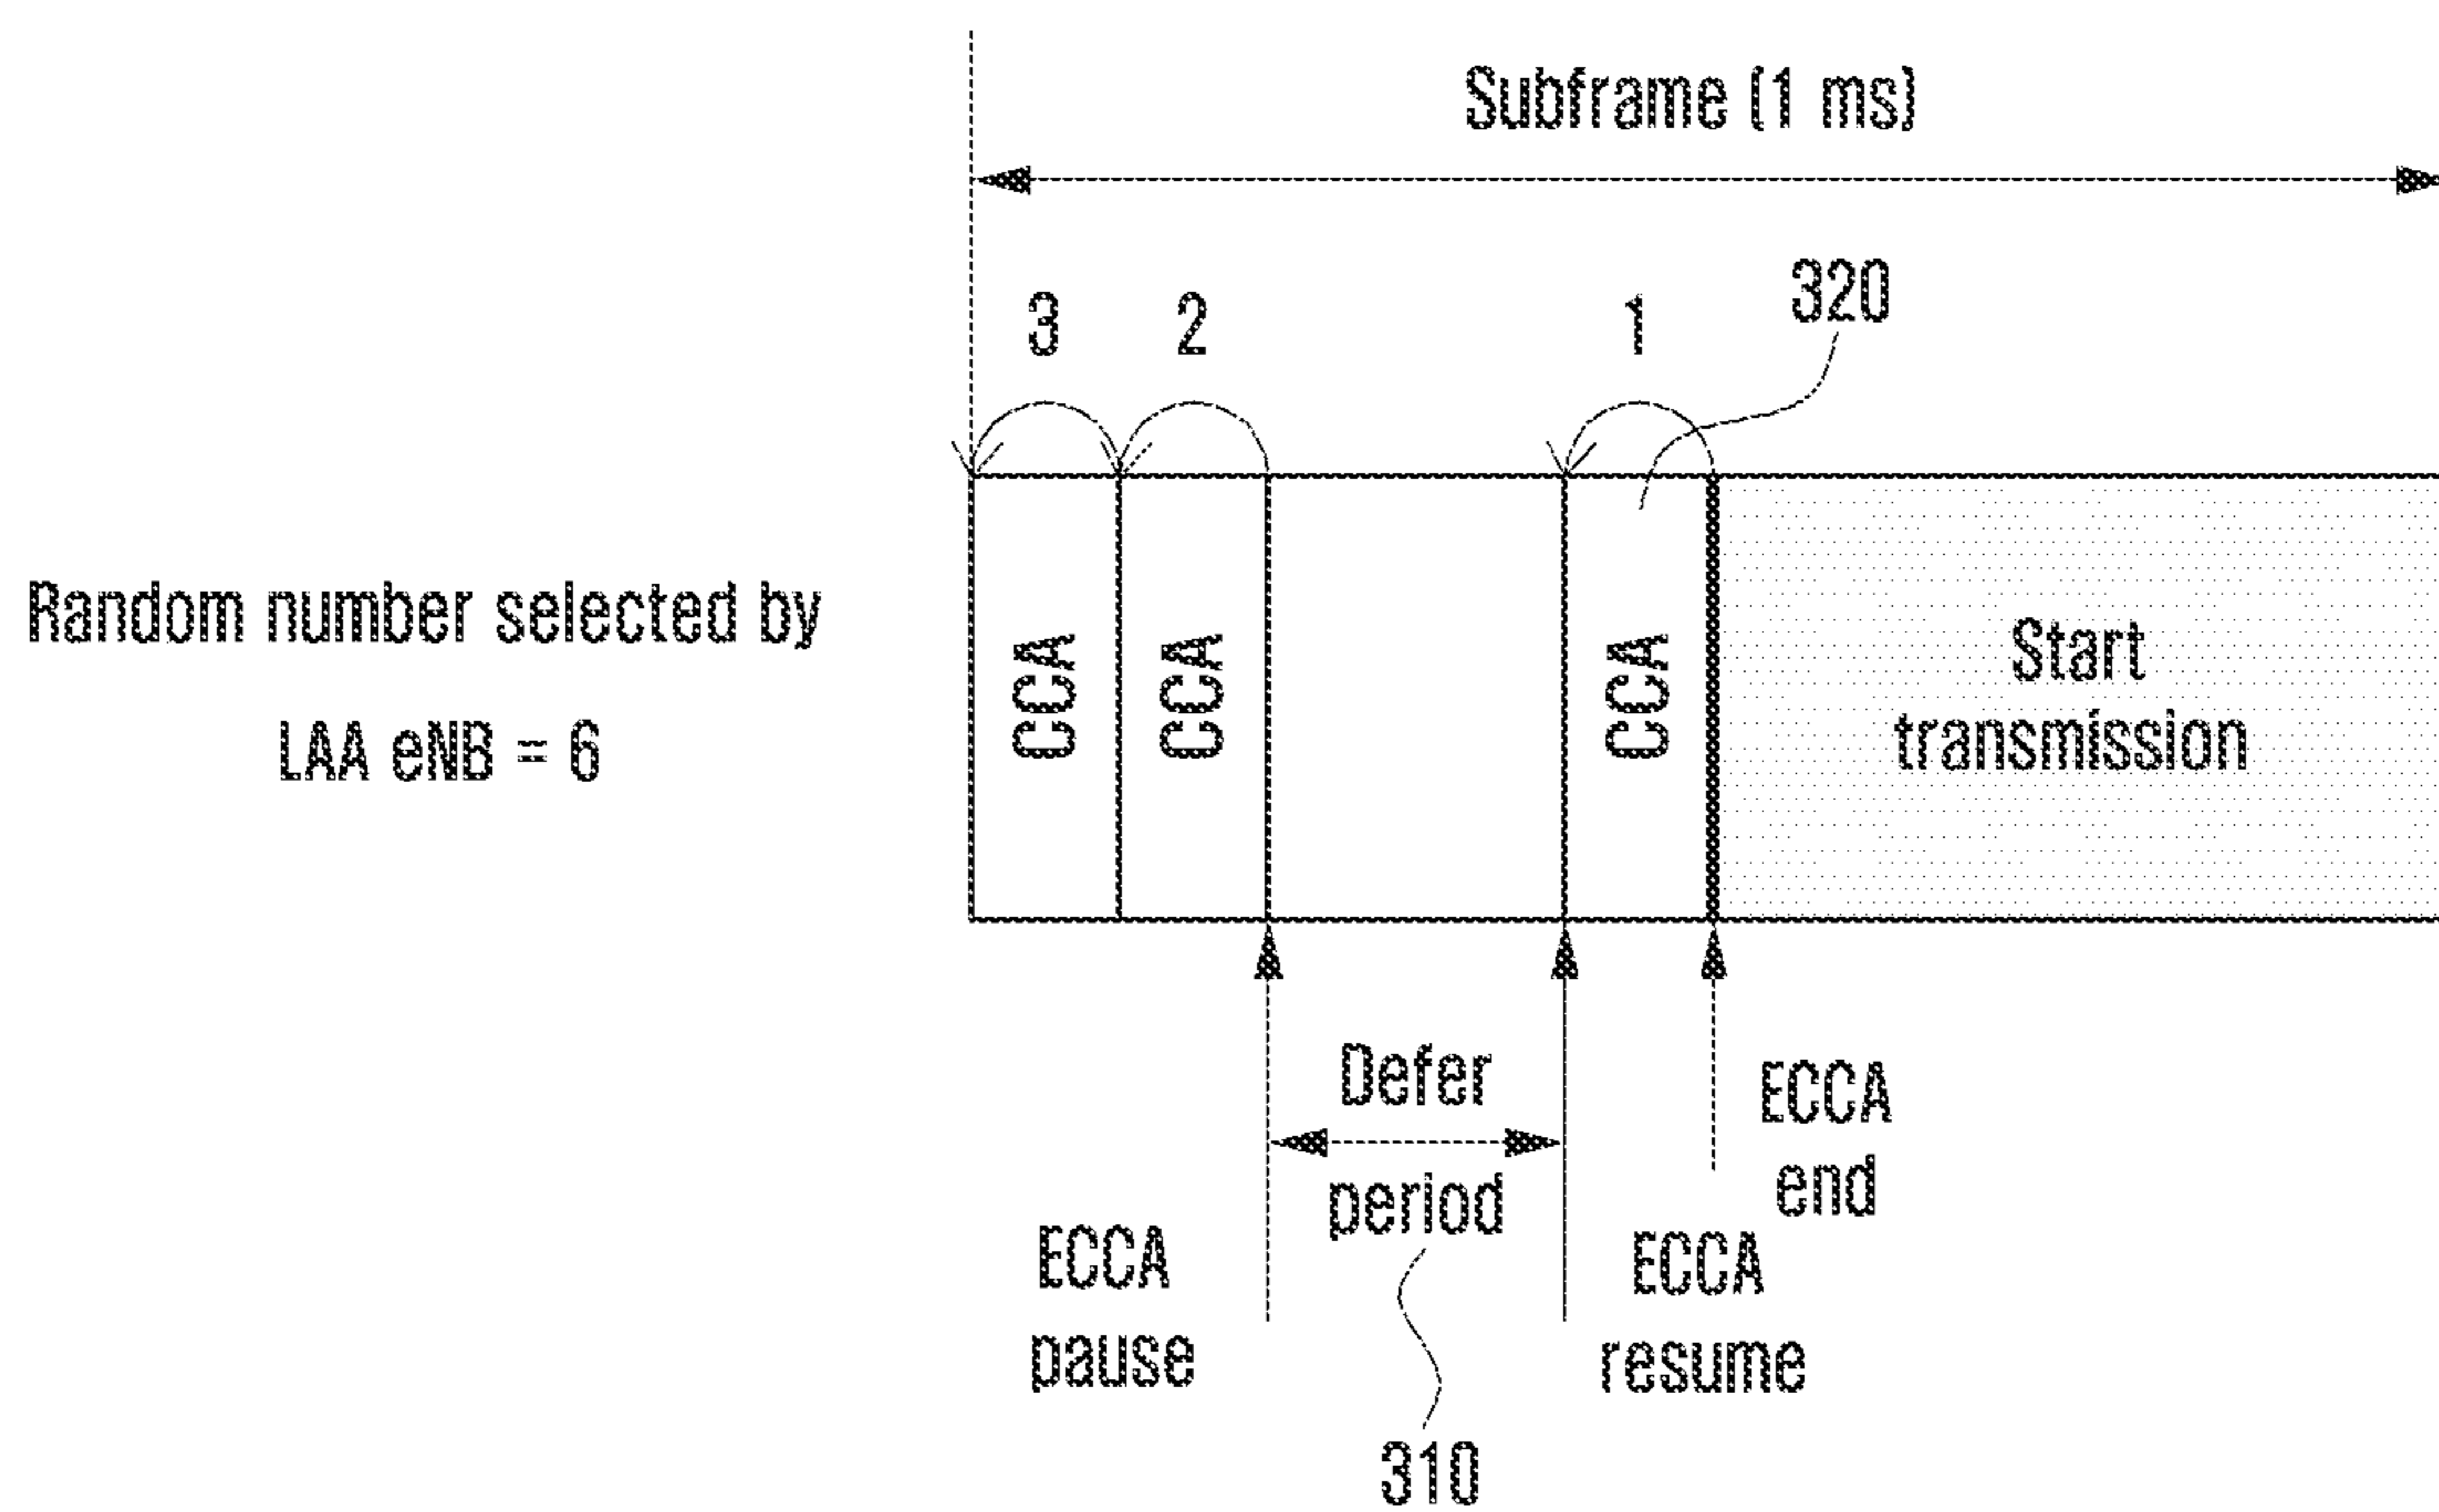 Subframe (1 ms)
3
2
1
320
Random number selected by
LAA eNB = 6
CCA
CCA
CCA
Start
transmission
Defer
period
ECCA
end
ECCA
pause
ECCA
resume
310